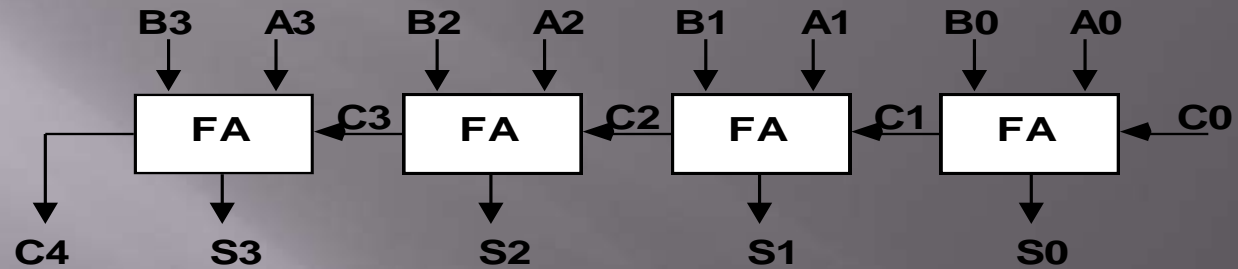 B3 A3 B2 A2 B1 A1 B0 A0
FA C3 FA C2 FA C1 FA C0
C4 S3 S2 S1 S0